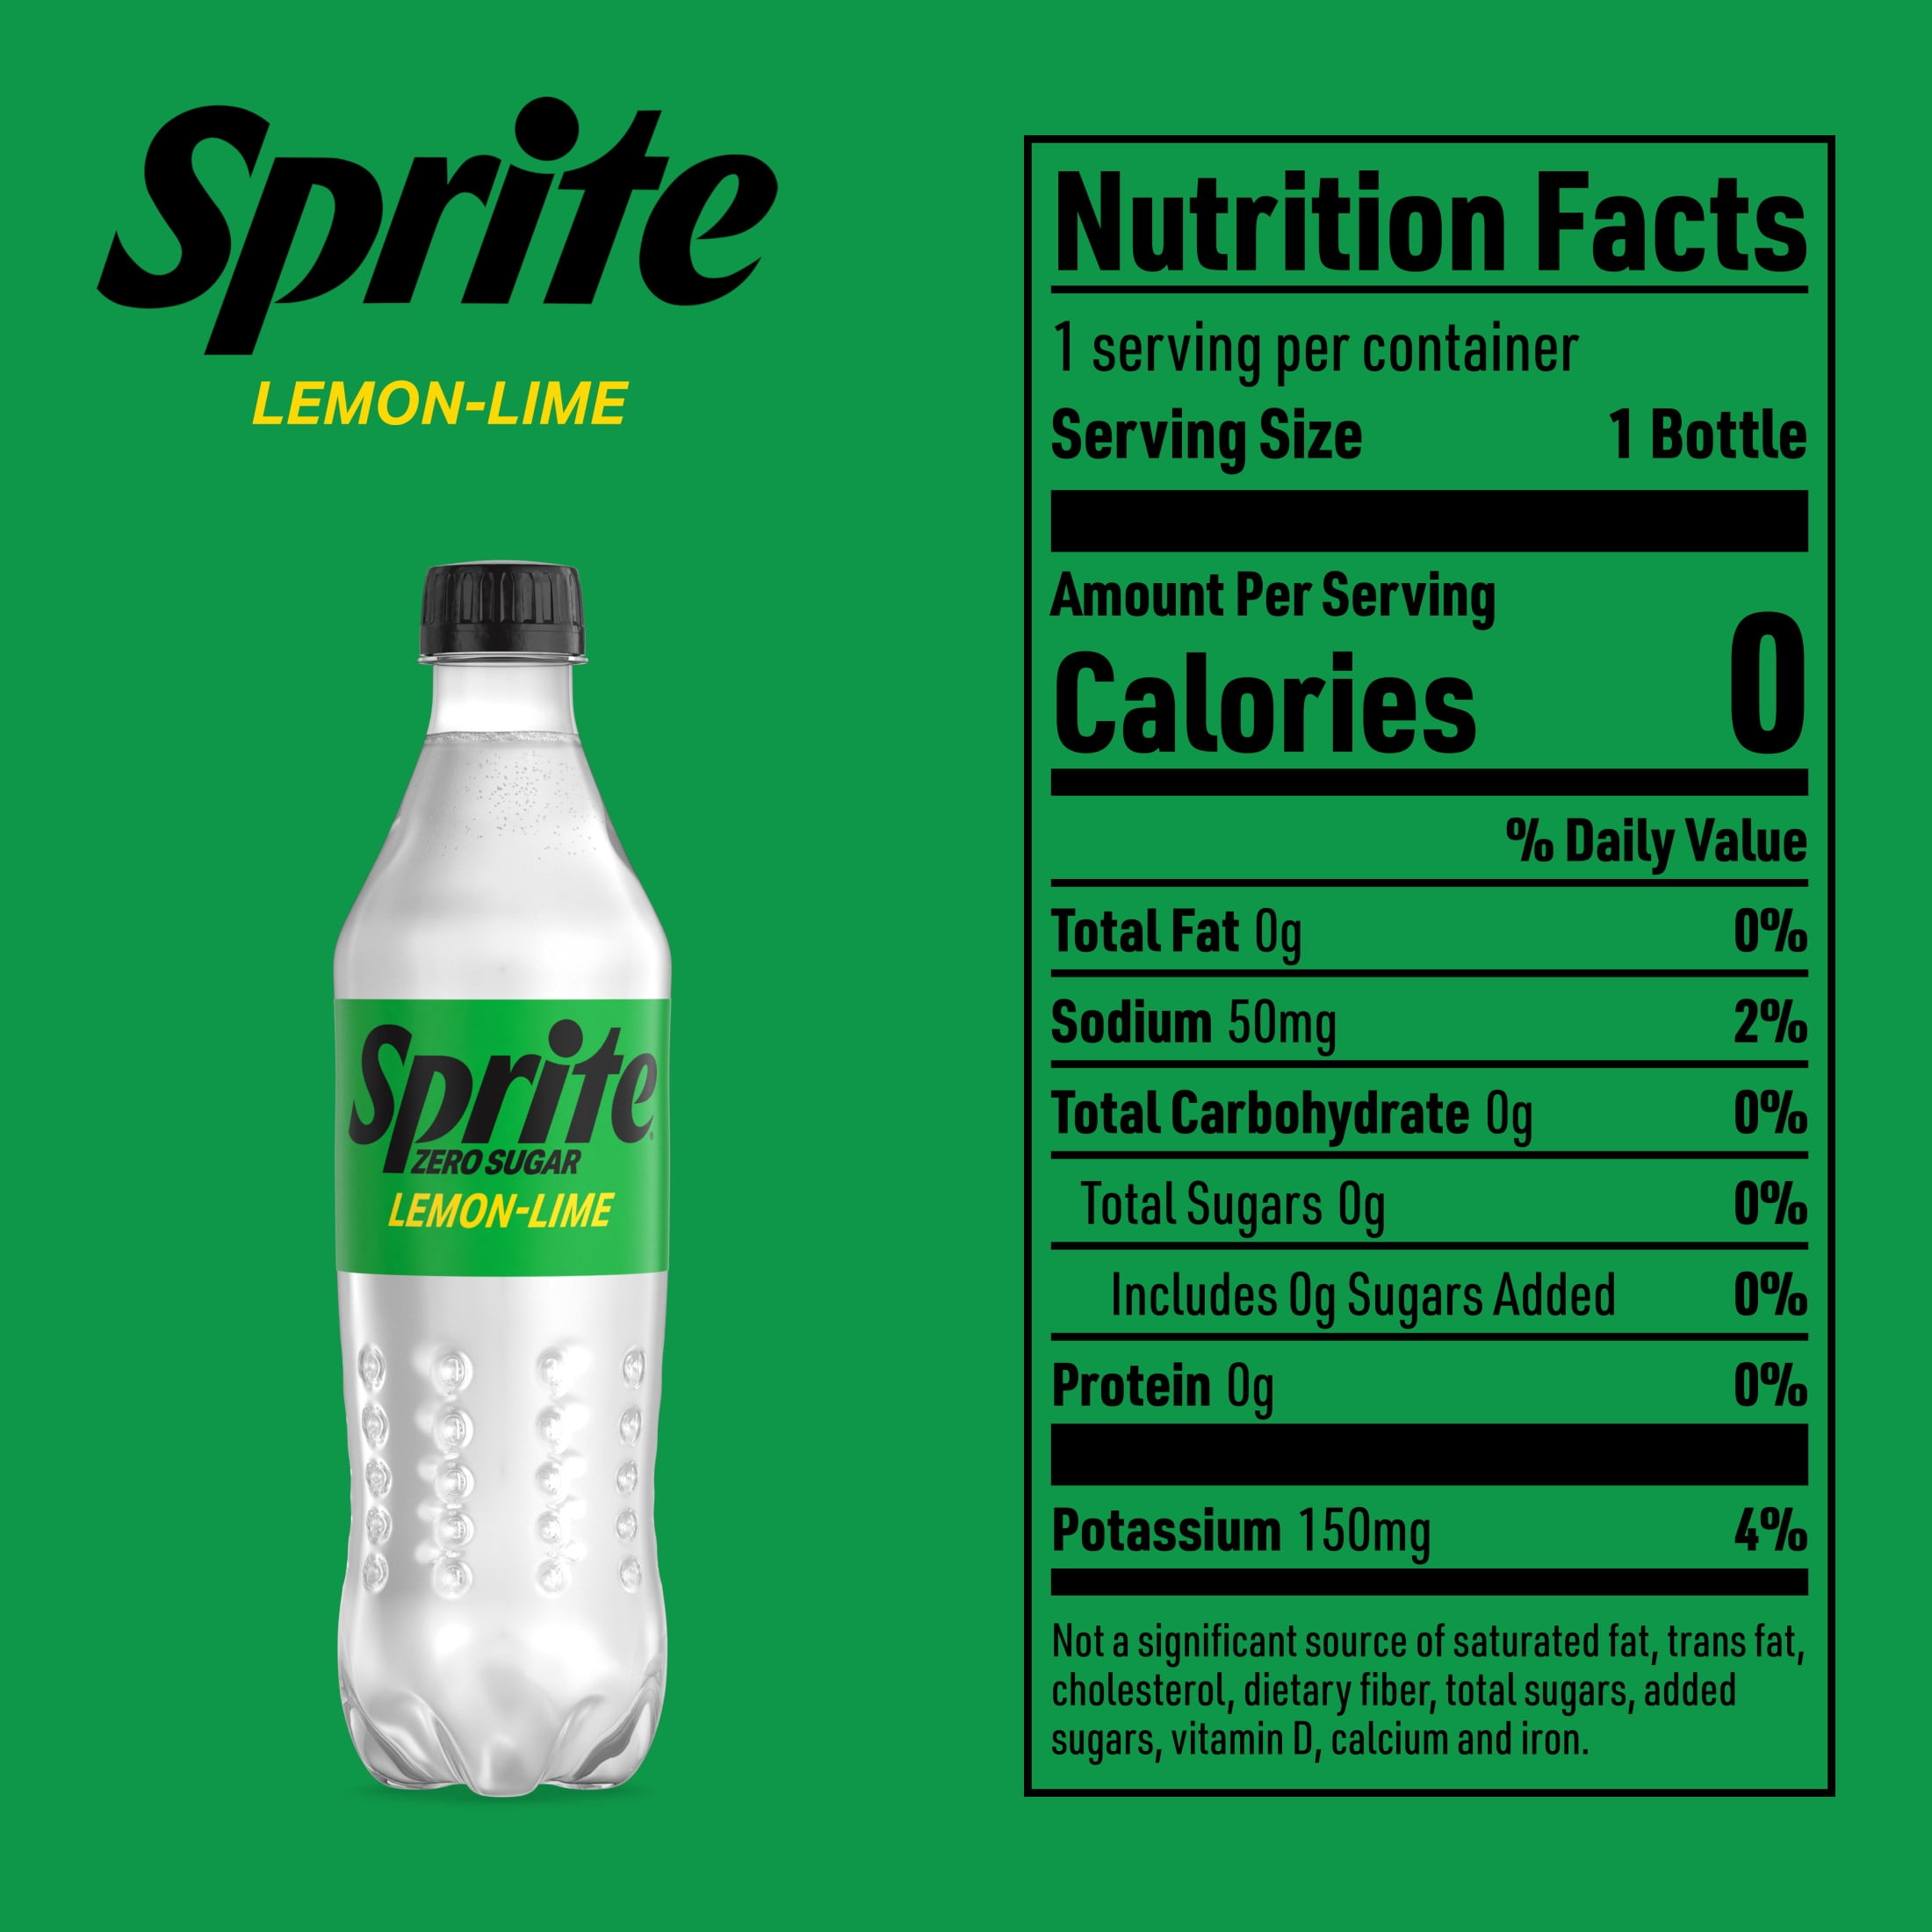 Sprite
LEMON-LIME
Sprite
ZERO SUGAR
LEMON-LIME
Nutrition Facts
1 serving per container
Serving Size 1 Bottle
Amount Per Serving
Calories 0
% Daily Value
Total Fat 0g 0%
Sodium 50mg 2%
Total Carbohydrate 0g 0%
Total Sugars 0g 0%
Includes 0g Sugars Added 0%
Protein 0g 0%
Potassium 150mg 4%
Not a significant source of saturated fat, trans fat,
cholesterol, dietary fiber, total sugars, added
sugars, vitamin D, calcium and iron.